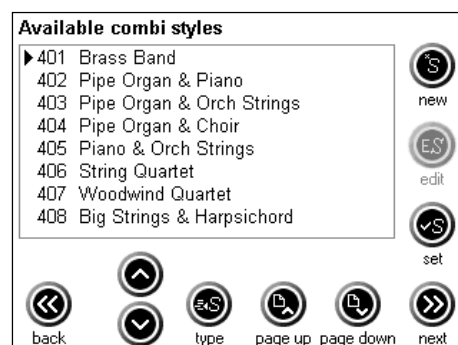 Available combi styles
401 Brass Band
402 Pipe Organ & Piano
403 Pipe Organ & Orch Strings
404 Pipe Organ & Choir
405 Piano & Orch Strings
406 String Quartet
407 Woodwind Quartet
408 Big Strings & Harpsichord
*S
new
ES
edit
✓S
set
S
back
type
page up
page down
next